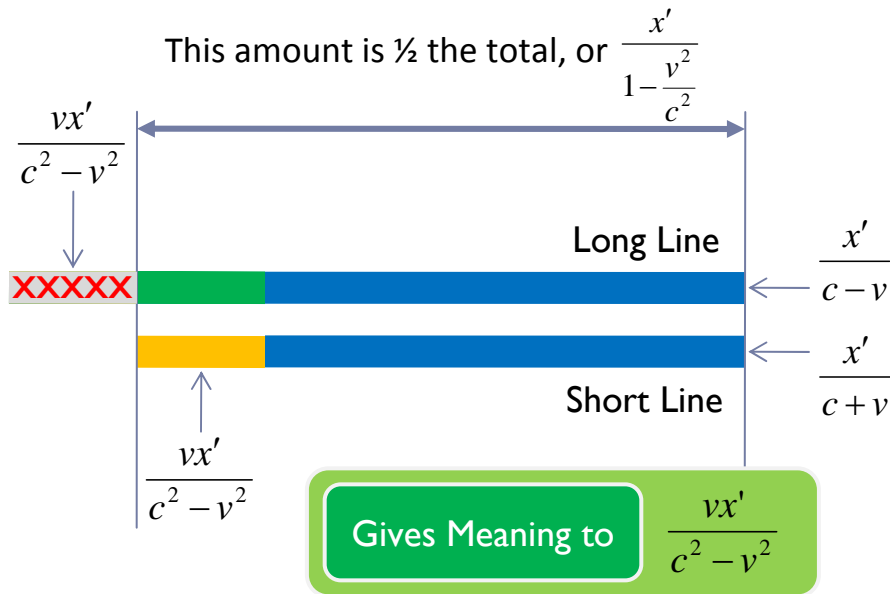 This amount is ½ the total, or x′ / (1 − v²/c²)
vx′ / (c² − v²)
Long Line
x′ / (c − v)
XXXXX
x′ / (c + v)
Short Line
vx′ / (c² − v²)
Gives Meaning to vx' / (c² − v²)